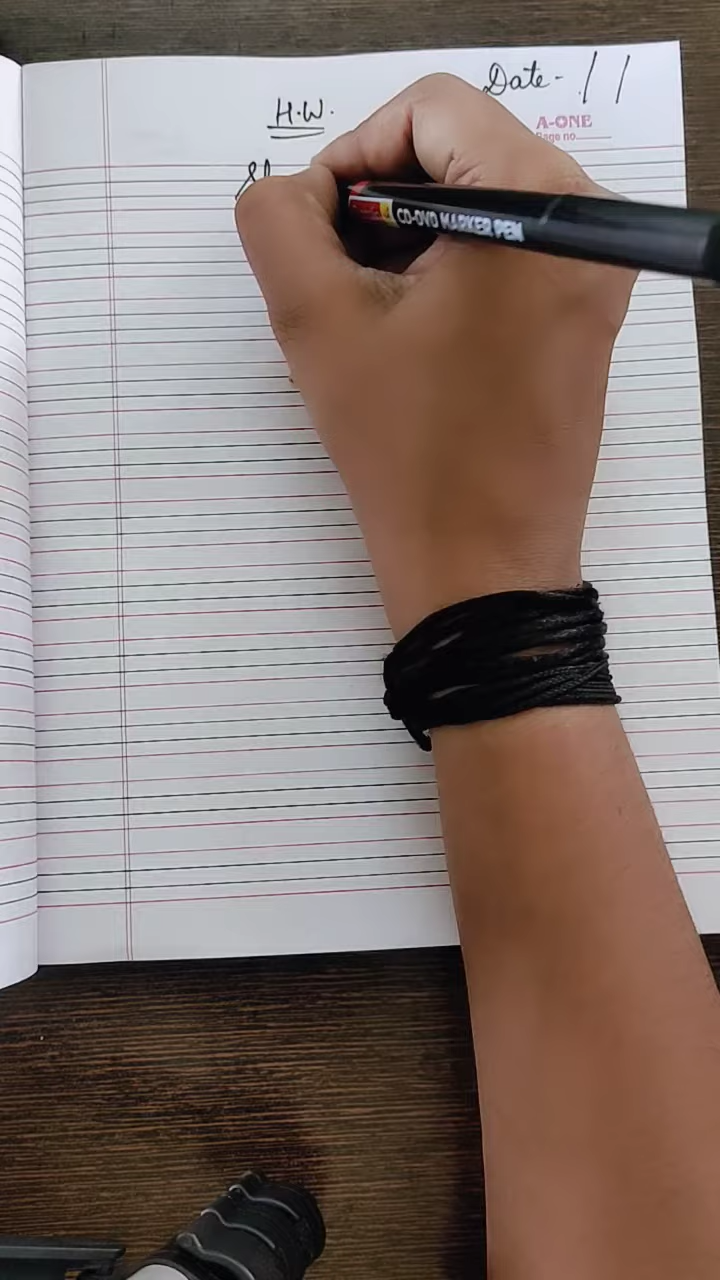 Date - / /
H.W.
A-ONE
Page no.
CD-DVD MARKER PEN